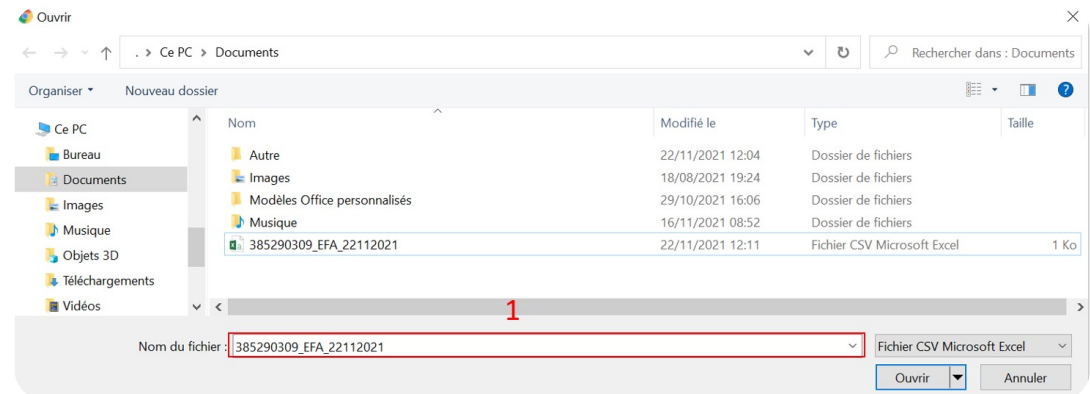 Ouvrir
. > Ce PC > Documents
Rechercher dans : Documents
Organiser
Nouveau dossier
Ce PC
Bureau
Documents
Images
Musique
Objets 3D
Téléchargements
Vidéos
Nom Modifié le Type Taille
Autre 22/11/2021 12:04 Dossier de fichiers
Images 18/08/2021 19:24 Dossier de fichiers
Modèles Office personnalisés 29/10/2021 16:06 Dossier de fichiers
Musique 16/11/2021 08:52 Dossier de fichiers
385290309_EFA_22112021 22/11/2021 12:11 Fichier CSV Microsoft Excel 1 Ko
1
Nom du fichier : 385290309_EFA_22112021 Fichier CSV Microsoft Excel
Ouvrir Annuler